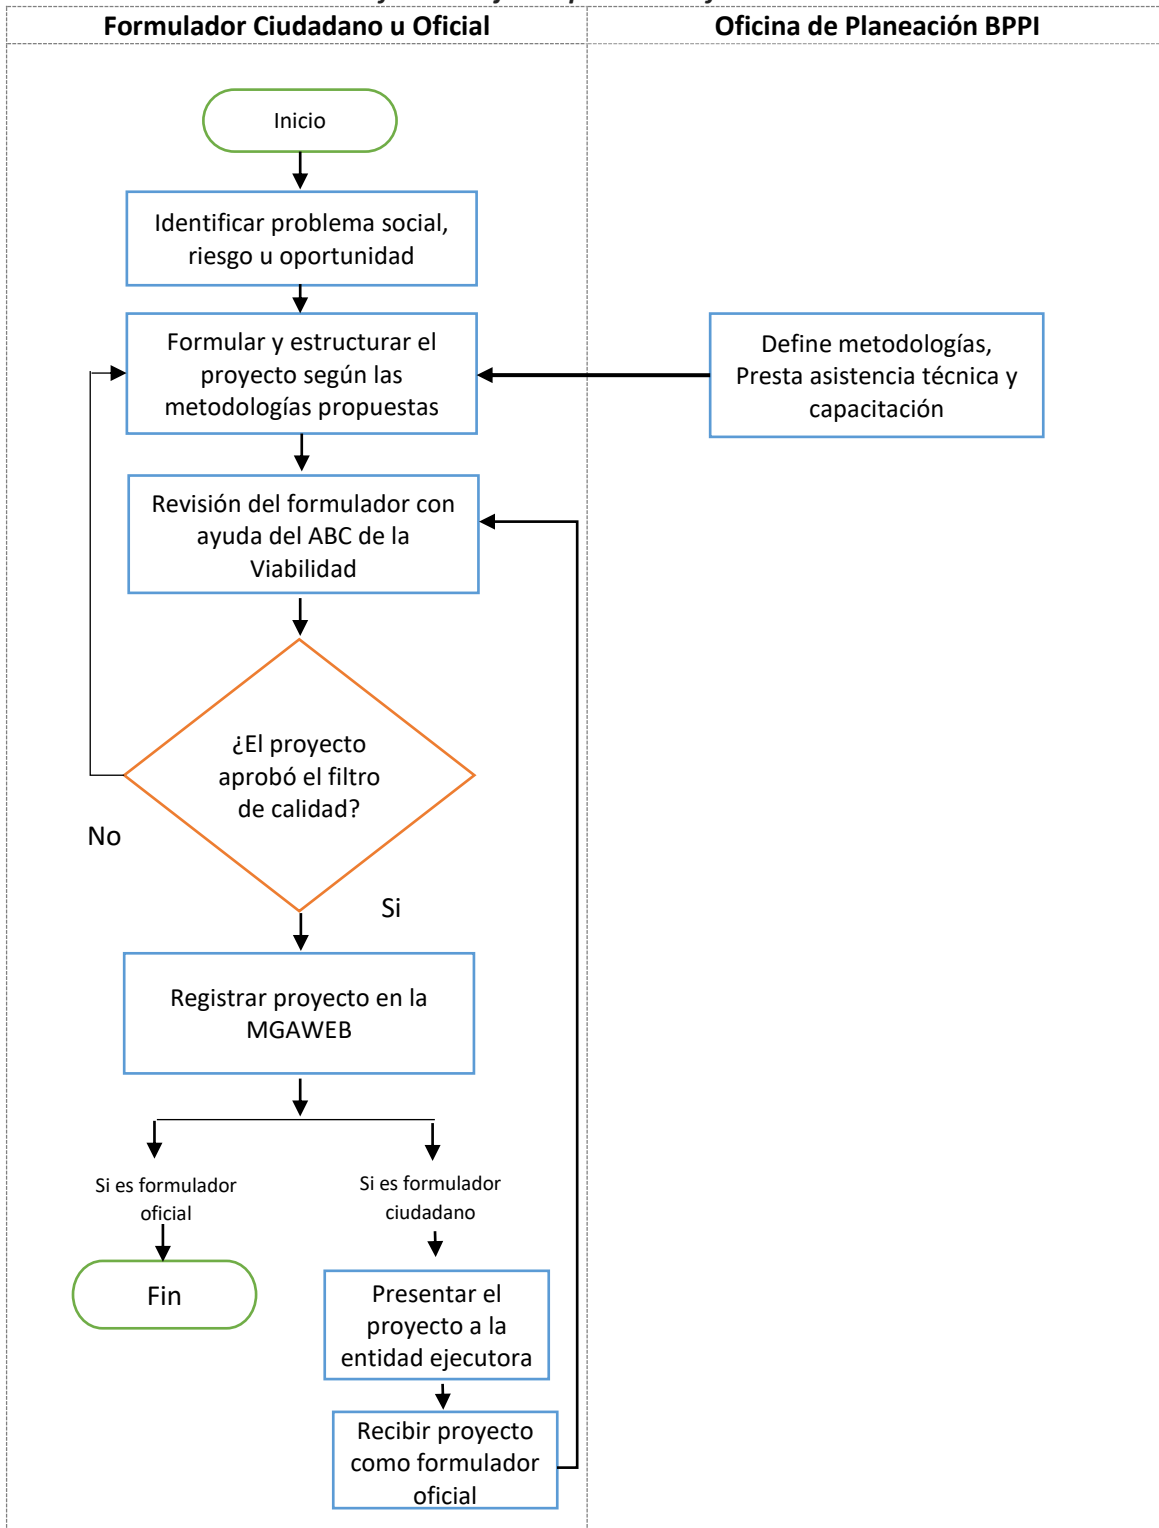 Formulador Ciudadano u Oficial
Oficina de Planeación BPPI
Inicio
Identificar problema social,
riesgo u oportunidad
Formular y estructurar el
proyecto según las
metodologías propuestas
Define metodologías,
Presta asistencia técnica y
capacitación
Revisión del formulador con
ayuda del ABC de la
Viabilidad
¿El proyecto
aprobó el filtro
de calidad?
No
Si
Registrar proyecto en la
MGAWEB
Si es formulador
oficial
Si es formulador
ciudadano
Fin
Presentar el
proyecto a la
entidad ejecutora
Recibir proyecto
como formulador
oficial